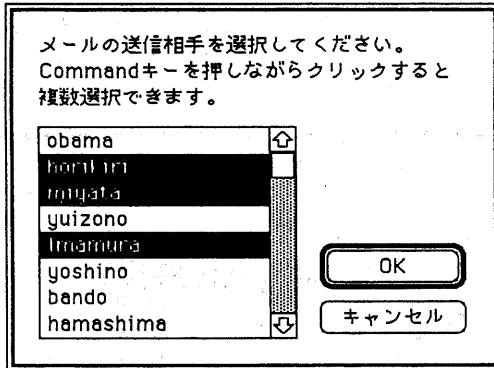 メールの送信相手を選択してください。
Commandキーを押しながらクリックすると
複数選択できます。
obama
horikiri
miyata
yuizono
Imamura
yoshino
bando
hamashima
OK
キャンセル